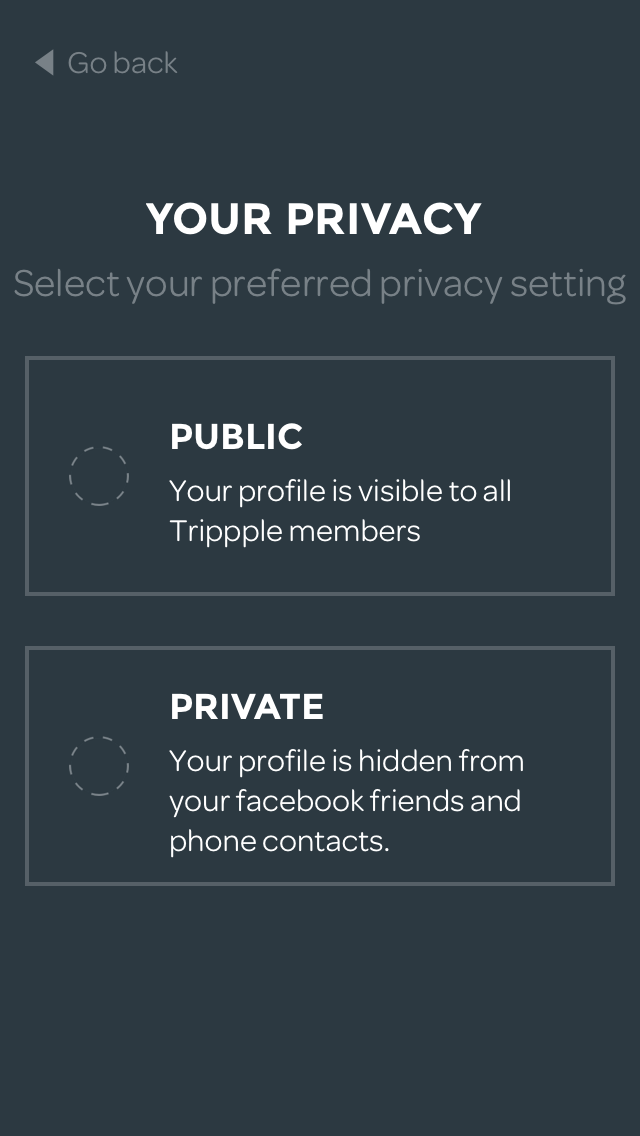 Go back
YOUR PRIVACY
Select your preferred privacy setting
PUBLIC
Your profile is visible to all
Trippple members
PRIVATE
Your profile is hidden from
your facebook friends and
phone contacts.